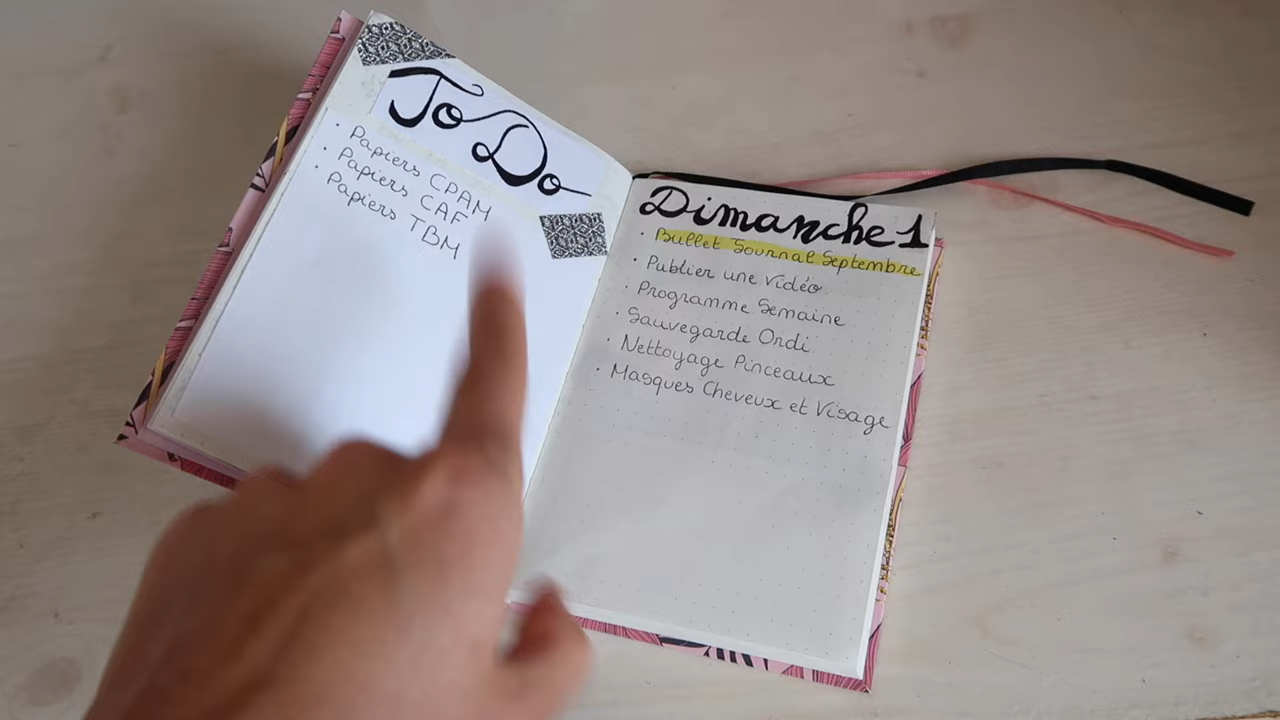 To Do
· Papiers CPAM
· Papiers CAF
· Papiers TBM
Dimanche 1
· Bullet Journal Septembre
· Publier une vidéo
· Programme Semaine
· Sauvegarde Ordi
· Nettoyage Pinceaux
· Masques Cheveux et Visage